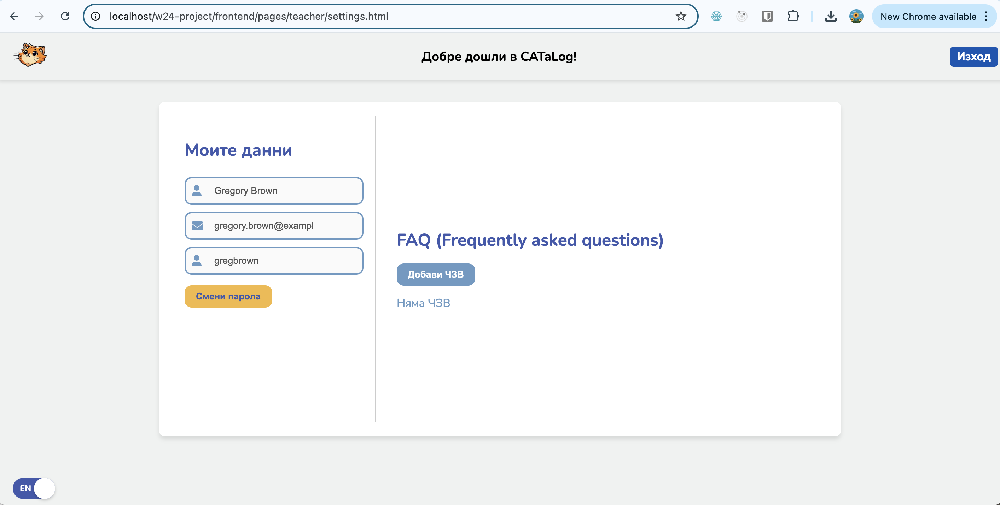 localhost/w24-project/frontend/pages/teacher/settings.html
New Chrome available
Добре дошли в CATaLog!
Изход
Моите данни
Gregory Brown
gregory.brown@exampl
gregbrown
Смени парола
FAQ (Frequently asked questions)
Добави ЧЗВ
Няма ЧЗВ
EN